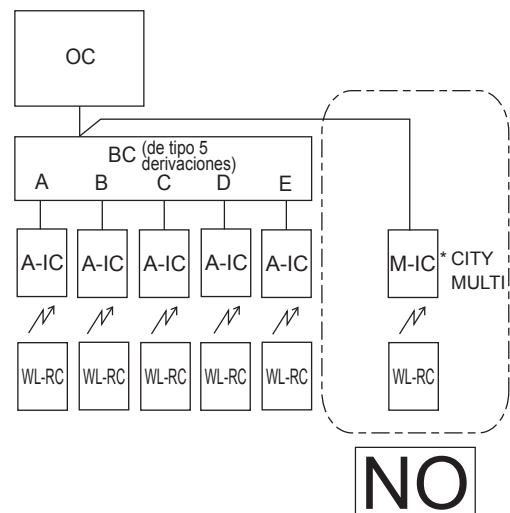 OC
BC (de tipo 5
derivaciones)
A B C D E
A-IC A-IC A-IC A-IC A-IC M-IC * CITY
MULTI
WL-RC WL-RC WL-RC WL-RC WL-RC WL-RC
NO